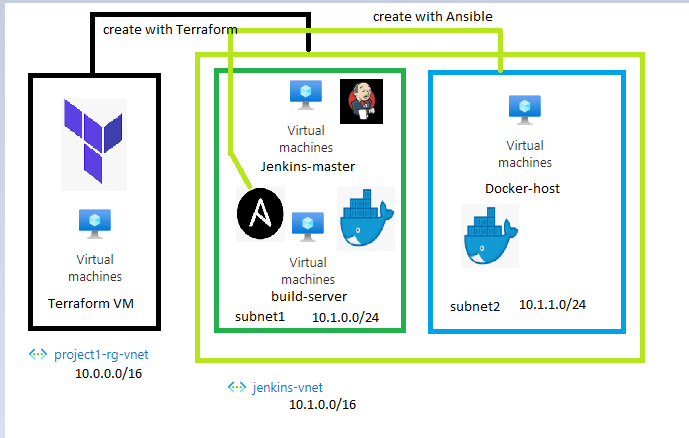 create with Terraform
create with Ansible
Virtual
machines
Terraform VM
project1-rg-vnet
10.0.0.0/16
Virtual
machines
Jenkins-master
Virtual
machines
build-server
subnet1 10.1.0.0/24
Virtual
machines
Docker-host
subnet2 10.1.1.0/24
jenkins-vnet
10.1.0.0/16